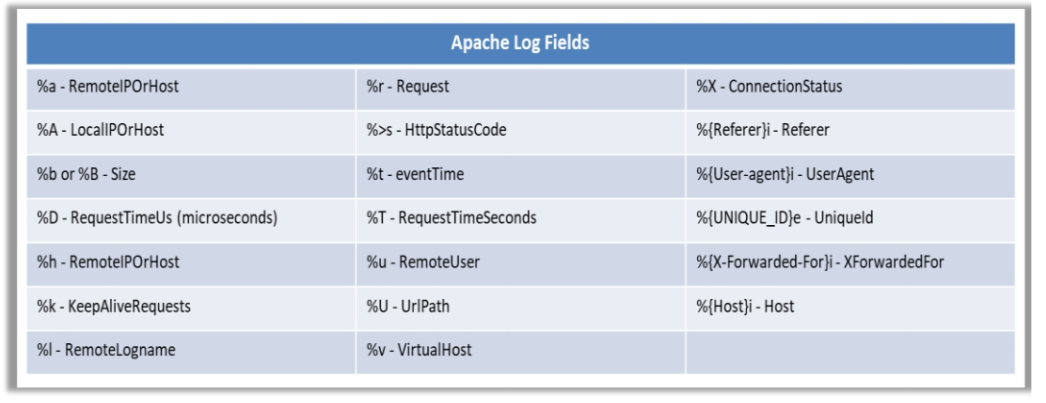 Apache Log Fields
%a - RemoteIPOrHost %r - Request %X - ConnectionStatus
%A - LocalIPOrHost %>s - HttpStatusCode %{Referer}i - Referer
%b or %B - Size %t - eventTime %{User-agent}i - UserAgent
%D - RequestTimeUs (microseconds) %T - RequestTimeSeconds %{UNIQUE_ID}e - UniqueId
%h - RemoteIPOrHost %u - RemoteUser %{X-Forwarded-For}i - XForwardedFor
%k - KeepAliveRequests %U - UrlPath %{Host}i - Host
%l - RemoteLogname %v - VirtualHost